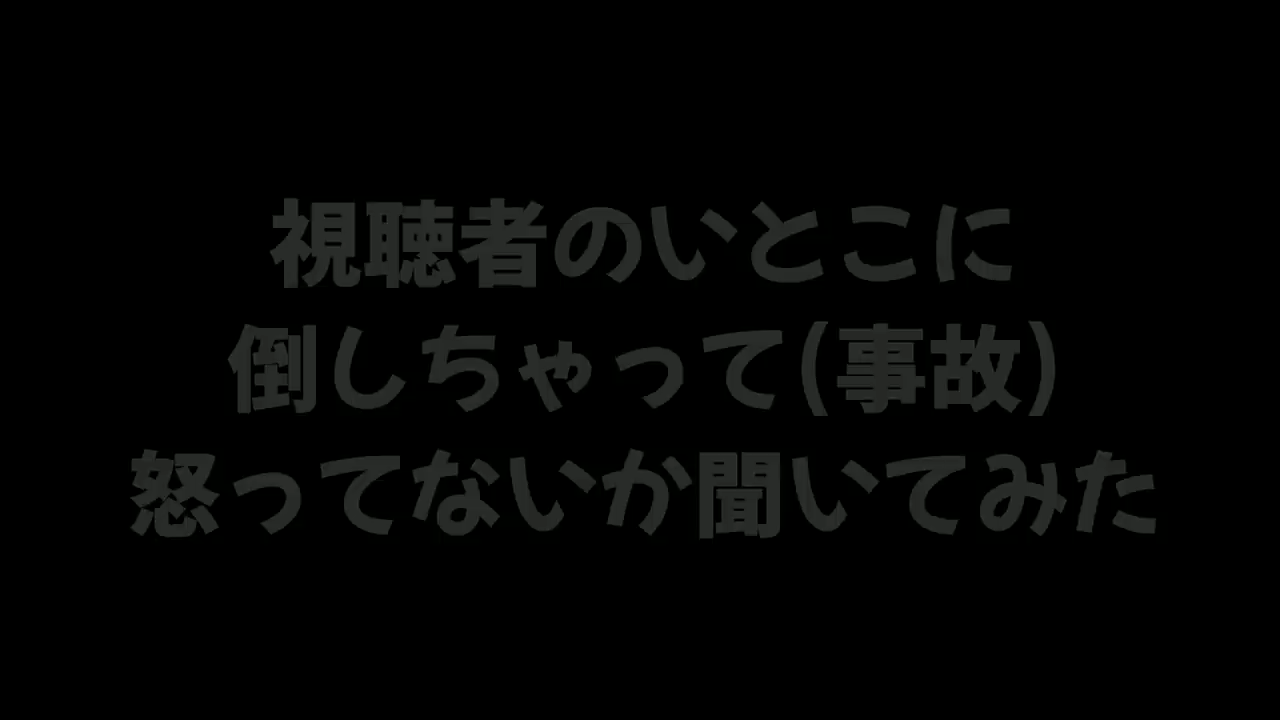 視聴者のいとこに
倒しちゃって(事故)
怒ってないか聞いてみた